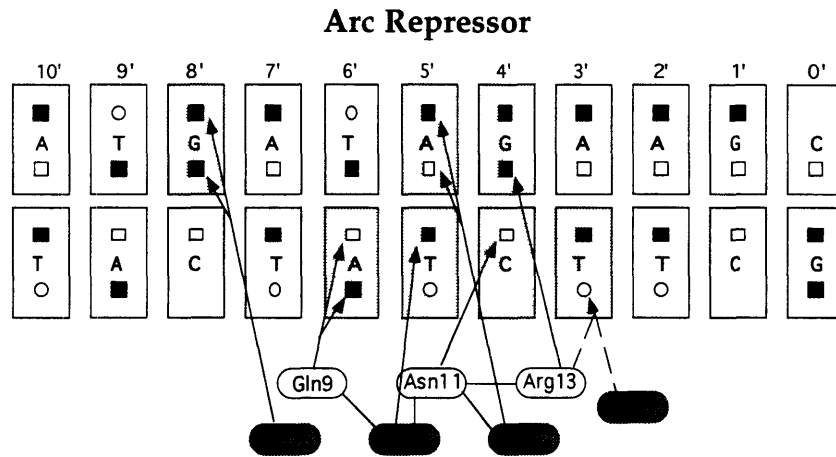 Arc Repressor
10' 9' 8' 7' 6' 5' 4' 3' 2' 1' 0'
A T G A T A G A A G C
T A C T A T C T T C G
Gln9 Asn11 Arg13